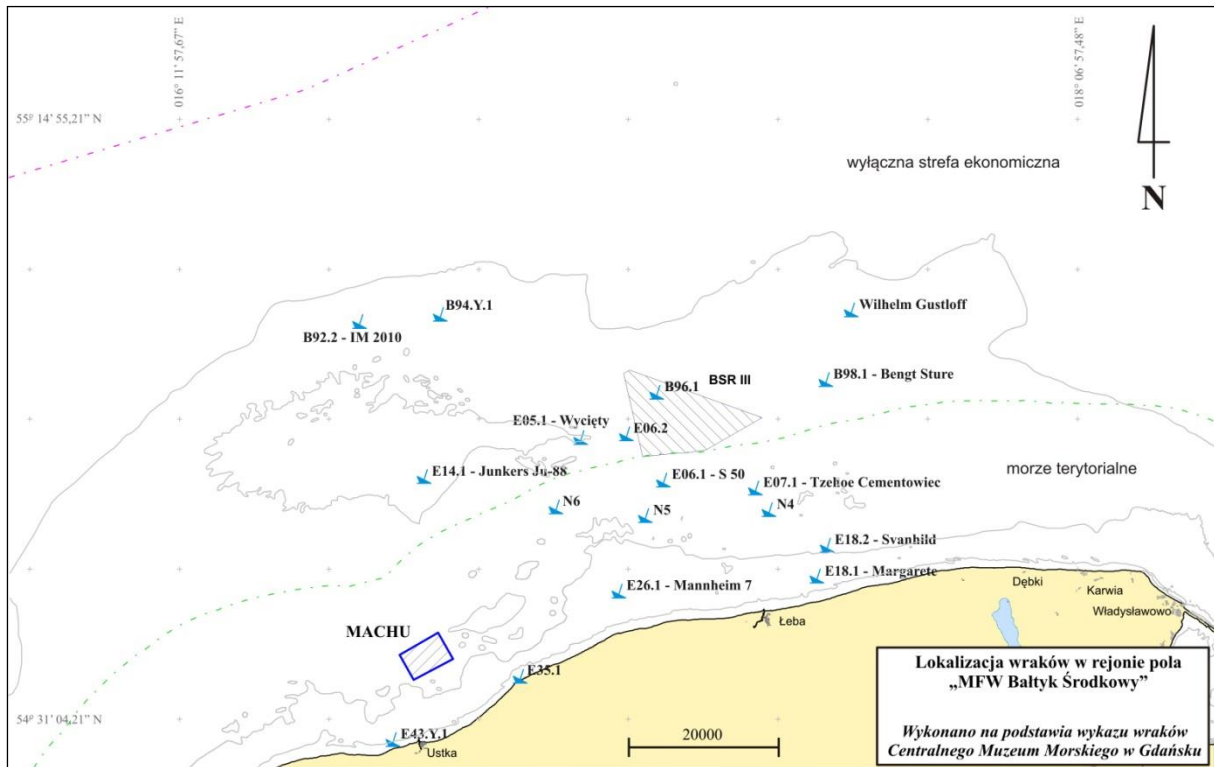 016° 11' 57,67" E
018° 06' 57,48" E
55° 14' 55,21" N
wyłączna strefa ekonomiczna
N
Wilhelm Gustloff
B94.Y.1
B92.2 - IM 2010
B98.1 - Bengt Sture
BSR III
B96.1
E05.1 - Wycięty
E06.2
E14.1 - Junkers Ju-88
E06.1 - S 50
morze terytorialne
E07.1 - Tzehoe Cementowiec
N6
N5
N4
E18.2 - Svanhild
E18.1 - Margarete
E26.1 - Mannheim 7
Dębki
Karwia
Władysławowo
Łeba
MACHU
E35.1
54° 31' 04,21" N
E43.Y.1
Ustka
20000
Lokalizacja wraków w rejonie pola
„MFW Bałtyk Środkowy”
Wykonano na podstawia wykazu wraków
Centralnego Muzeum Morskiego w Gdańsku